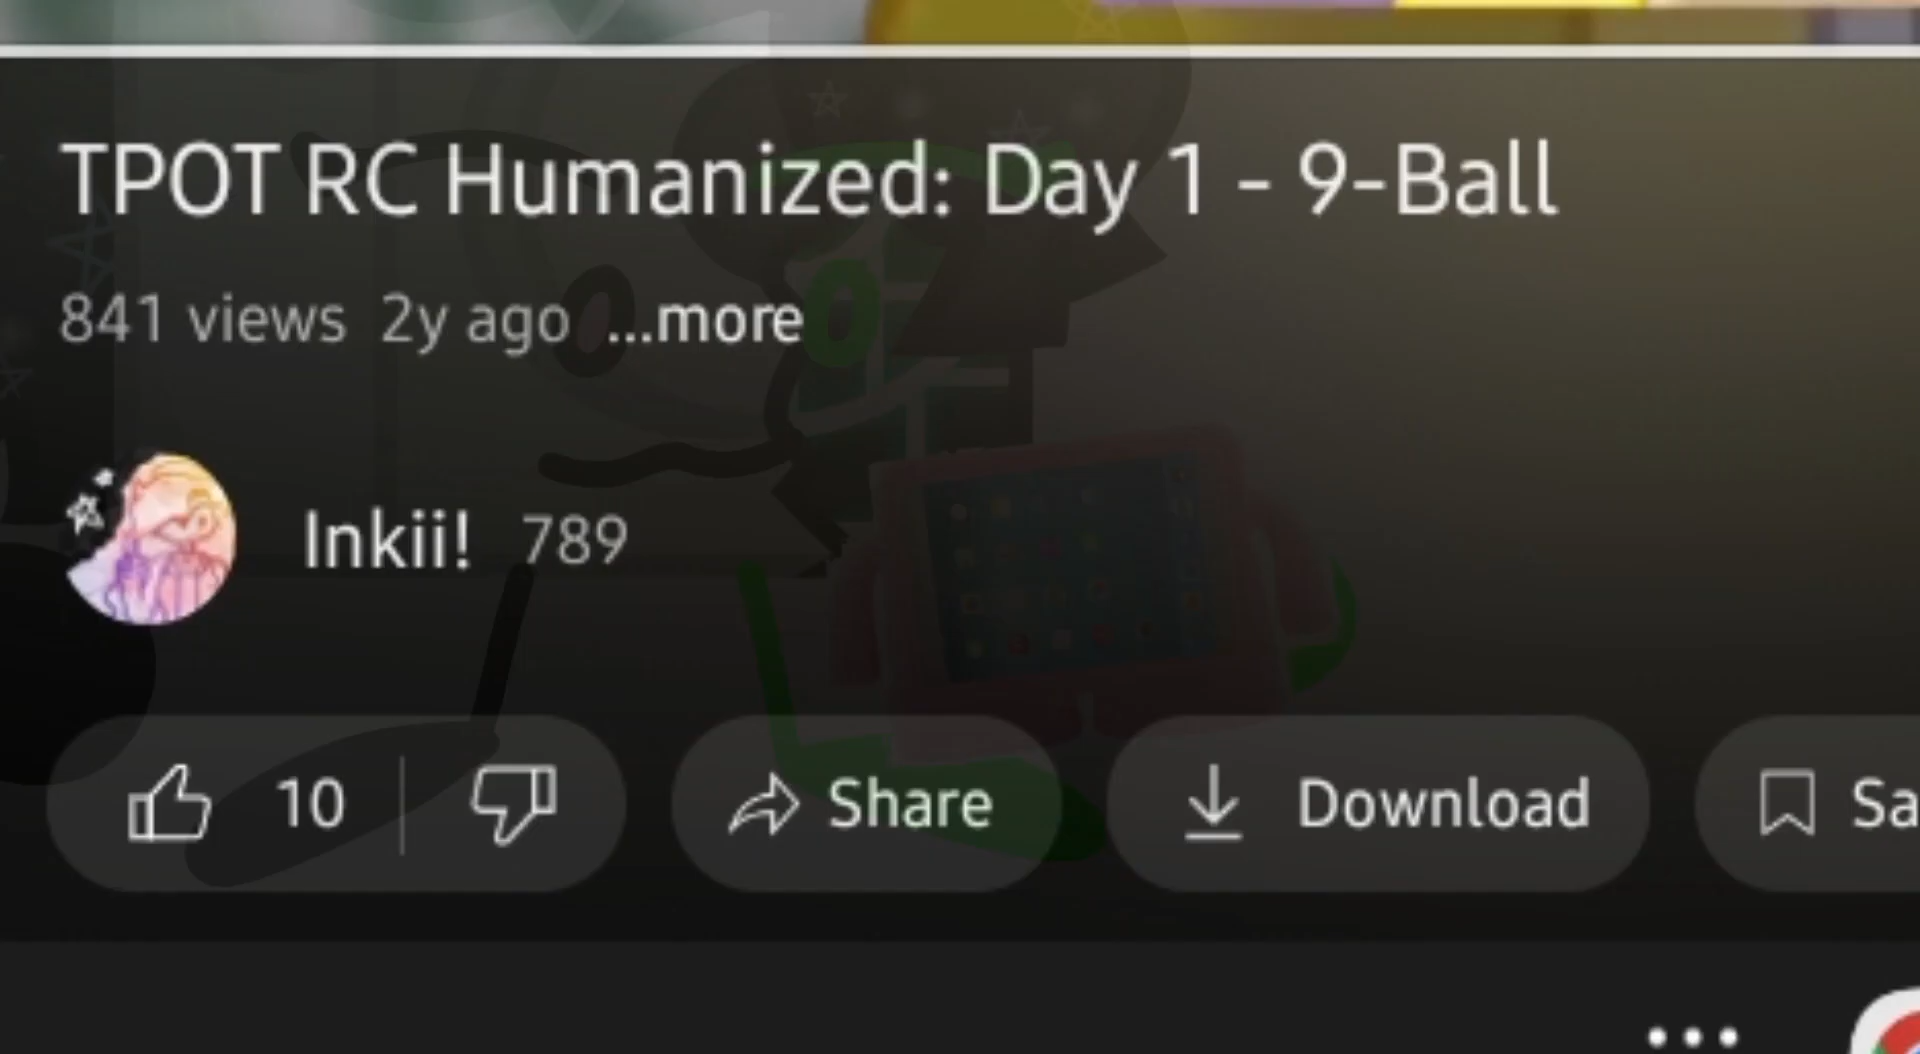 TPOT RC Humanized: Day 1 - 9-Ball
841 views 2y ago ...more
Inkii! 789
10 Share Download Sa